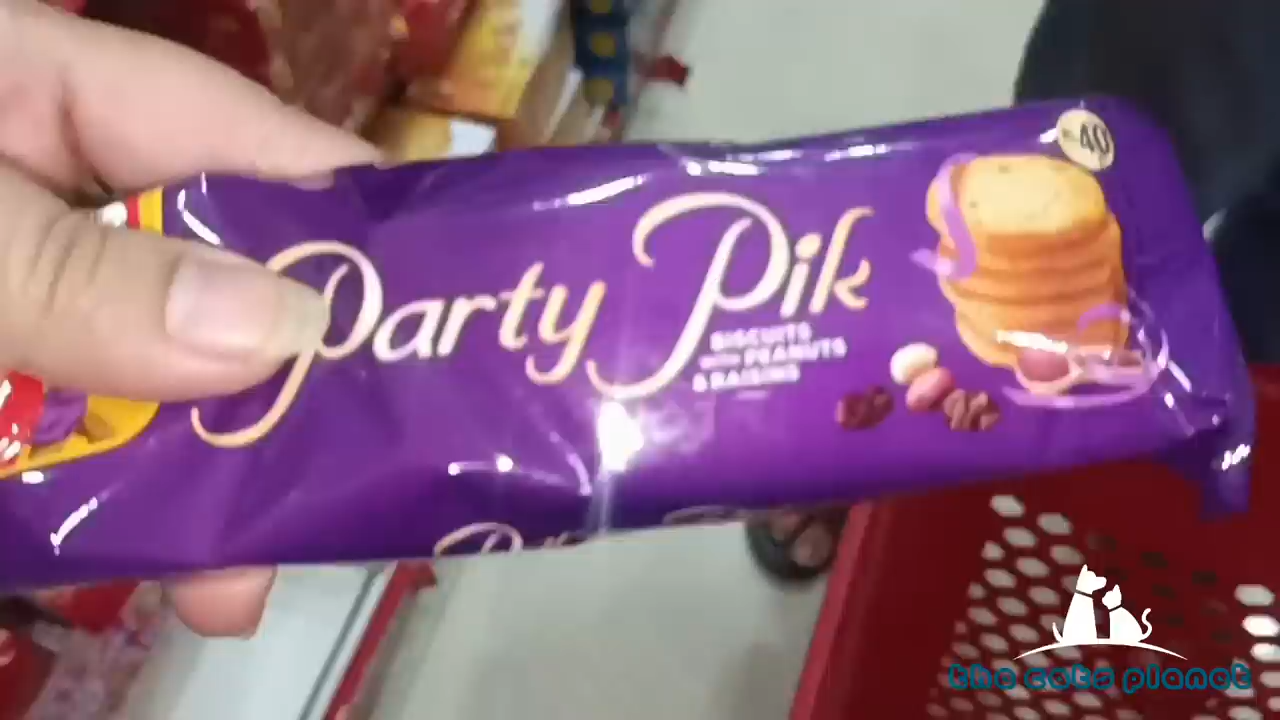 Party Pik
BISCUITS
WITH PEANUTS
& RAISINS
40
the cats planet